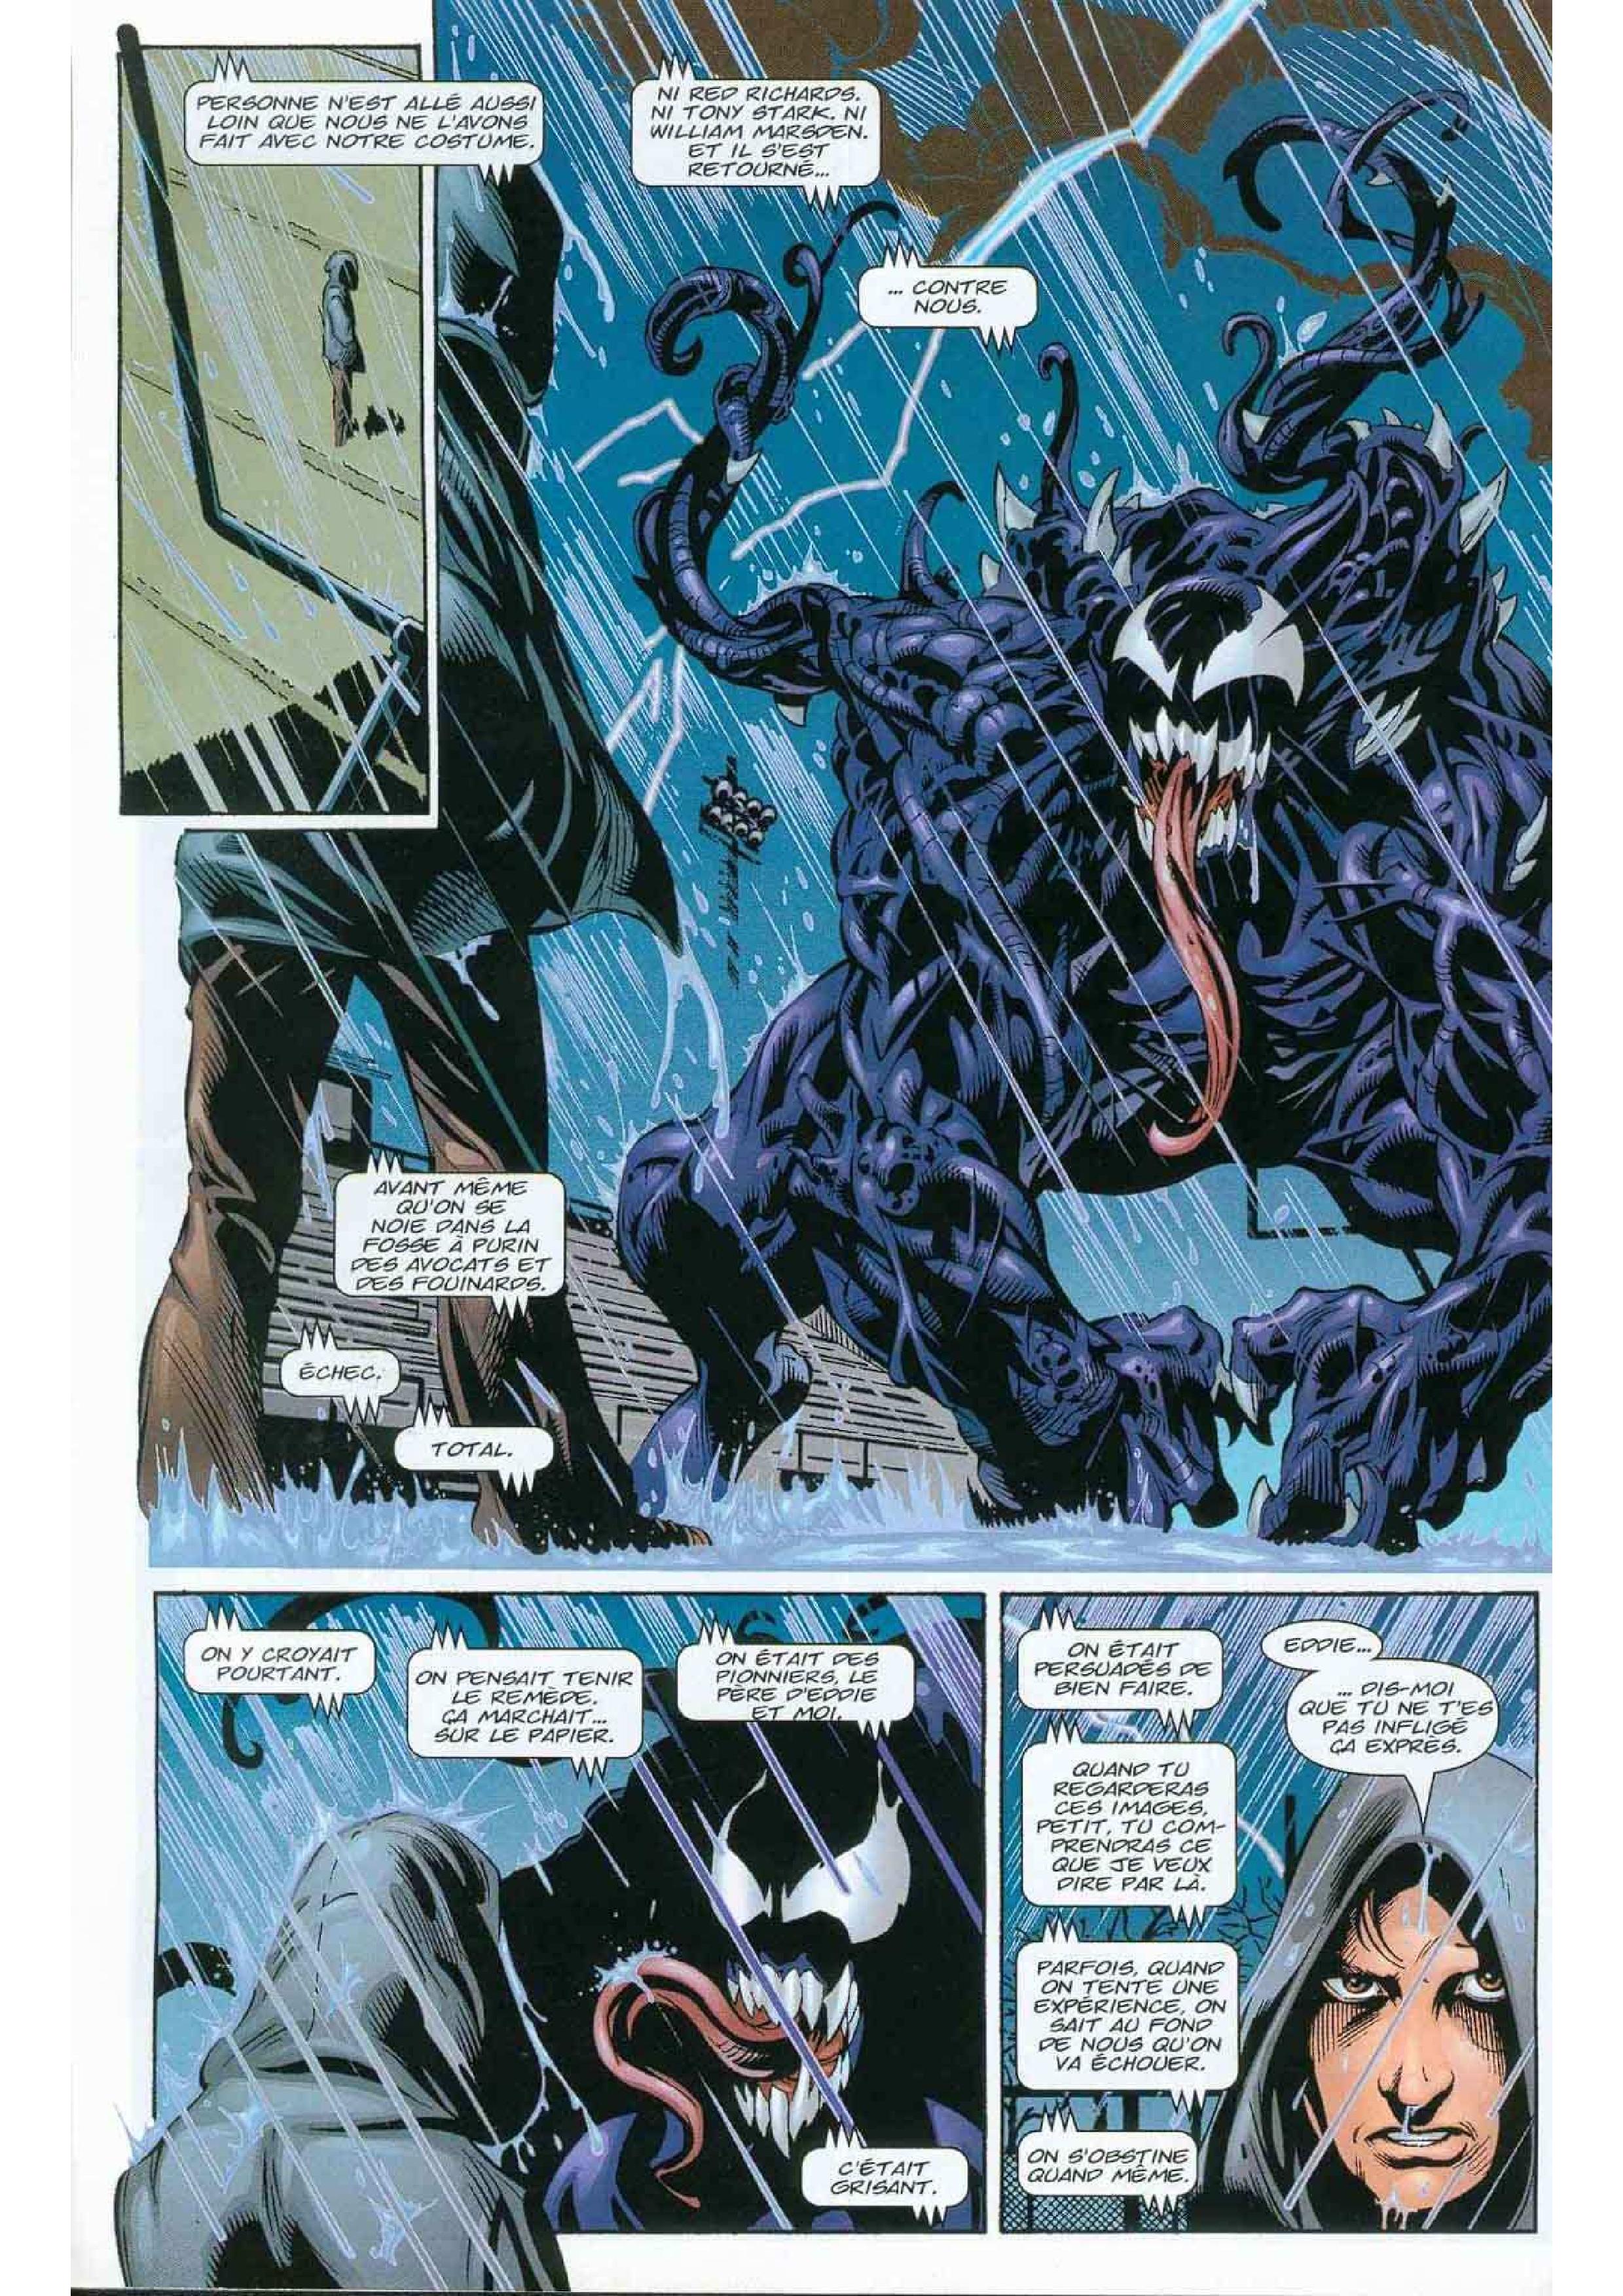 PERSONNE N'EST ALLÉ AUSSI
LOIN QUE NOUS NE L'AVONS
FAIT AVEC NOTRE COSTUME.
NI RED RICHARDS.
NI TONY STARK. NI
WILLIAM MARSDEN.
ET IL S'EST
RETOURNÉ...
... CONTRE
NOUS.
AVANT MÊME
QU'ON SE
NOIE DANS LA
FOSSE À PURIN
DES AVOCATS ET
DES FOUINARDS.
ÉCHEC.
TOTAL.
ON Y CROYAIT
POURTANT.
ON PENSAIT TENIR
LE REMÈDE.
ÇA MARCHAIT...
SUR LE PAPIER.
ON ÉTAIT DES
PIONNIERS, LE
PÈRE D'EDDIE
ET MOI.
C'ÉTAIT
GRISANT.
ON ÉTAIT
PERSUADÉS DE
BIEN FAIRE.
EDDIE...
... DIS-MOI
QUE TU NE T'ES
PAS INFLIGÉ
ÇA EXPRÈS.
QUAND TU
REGARDERAS
CES IMAGES,
PETIT, TU COM-
PRENDRAS CE
QUE JE VEUX
DIRE PAR LÀ.
PARFOIS, QUAND
ON TENTE UNE
EXPÉRIENCE, ON
SAIT AU FOND
DE NOUS QU'ON
VA ÉCHOUER.
ON S'OBSTINE
QUAND MÊME.